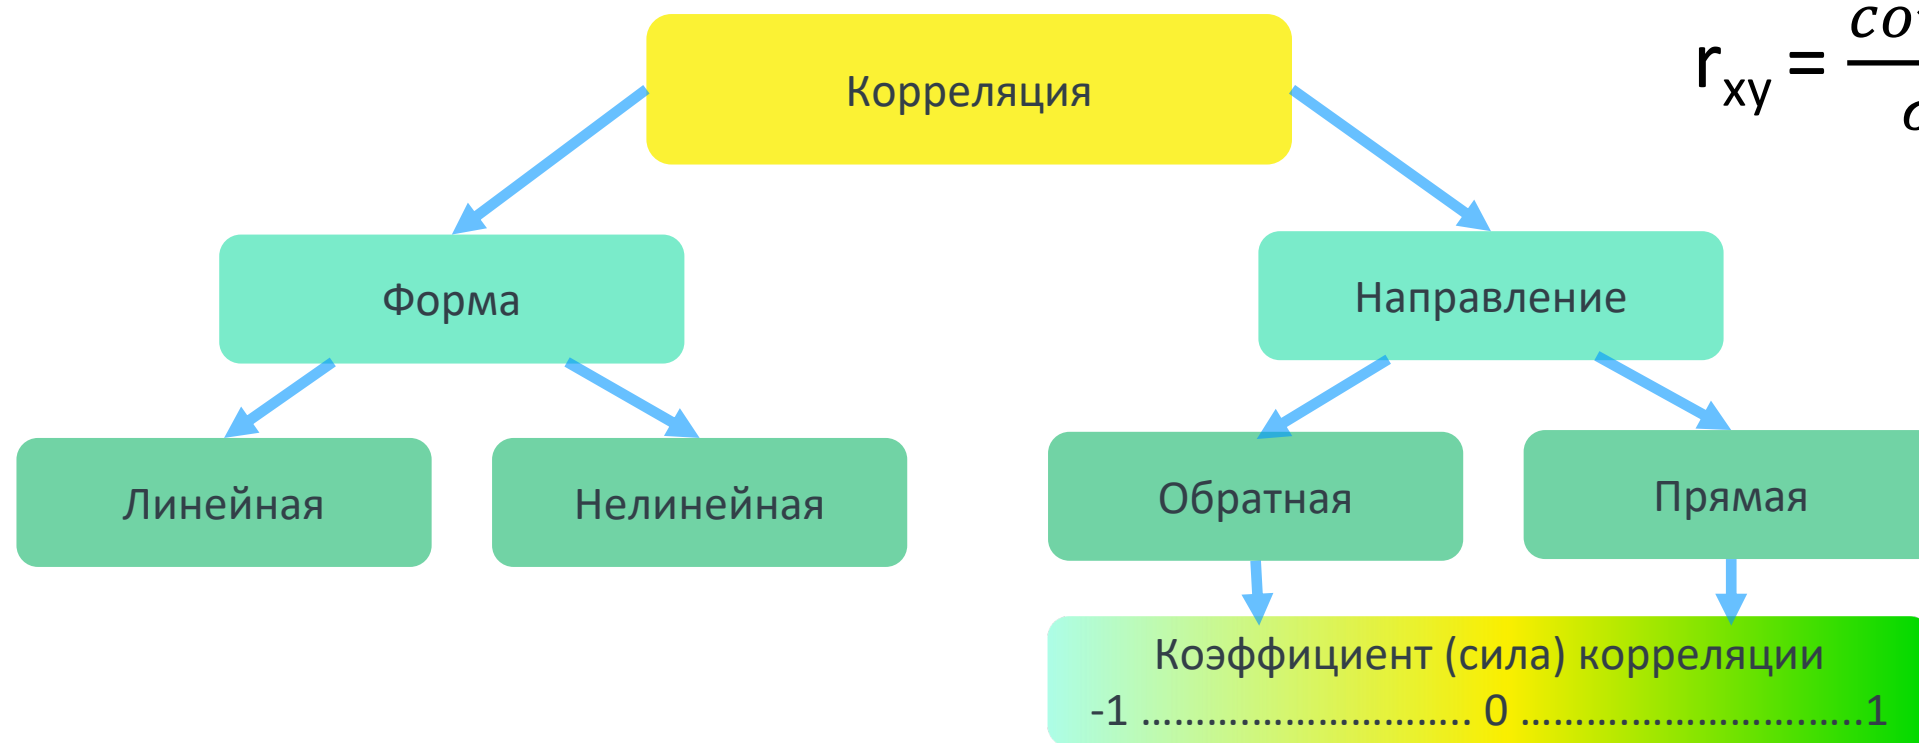 Корреляция
r_xy =
Форма
Направление
Линейная
Нелинейная
Обратная
Прямая
Коэффициент (сила) корреляции
-1 ................................. 0 ..................................1